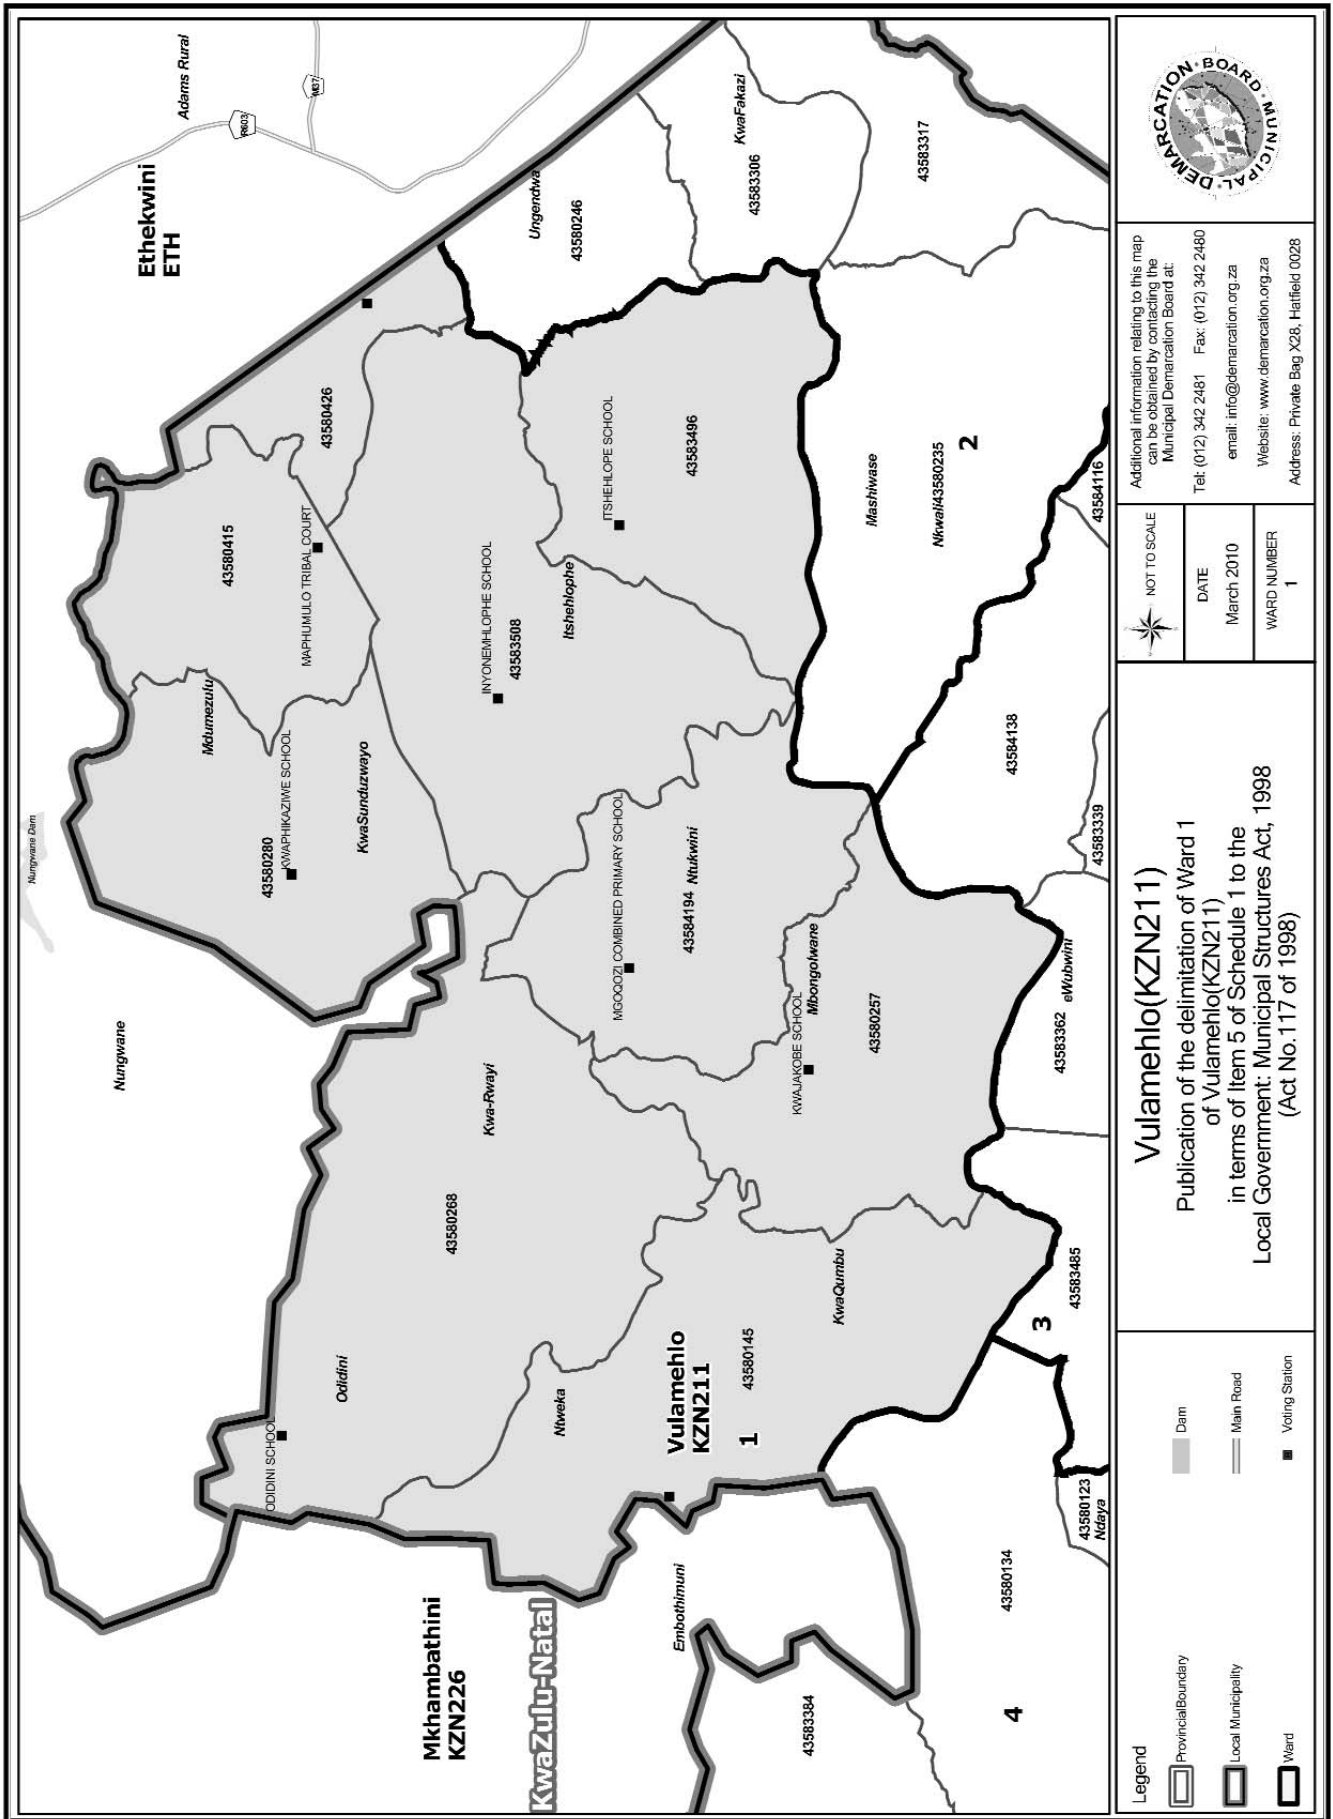 Adams Rural
R603
M37
Ethekwini
ETH
Nungwane Dam
Nungwane
Ungendwa
43580246
KwaFakazi
43583306
43583317
43580426
43580415
MAPHUMULO TRIBAL COURT
Mdumezulu
43580280
KWAPHIKAZIWE SCHOOL
KwaSunduzwayo
INYONEMHLOPHE SCHOOL
43583508
Itshehlophe
ITSHEHLOPE SCHOOL
43583496
Mashiwase
Nkwali43580235
2
43584116
43584138
43583339
MGOQOZI COMBINED PRIMARY SCHOOL
43584194
Ntukwini
KWAJAKOBE SCHOOL
Mbongolwane
43580257
eWubwini
43583362
Kwa-Rwayi
43580268
Odidini
ODIDINI SCHOOL
Ntweka
Vulamehlo
KZN211
1
43580145
KwaQumbu
3
43583485
43580123
Ndaya
43580134
4
Embothimuni
43583384
Mkhambathini
KZN226
KwaZulu-Natal
Legend
ProvincialBoundary
Local Municipality
Ward
Dam
Main Road
Voting Station
Vulamehlo(KZN211)
Publication of the delimitation of Ward 1
of Vulamehlo(KZN211)
in terms of Item 5 of Schedule 1 to the
Local Government: Municipal Structures Act, 1998
(Act No.117 of 1998)
NOT TO SCALE
DATE
March 2010
WARD NUMBER
1
Additional information relating to this map
can be obtained by contacting the
Municipal Demarcation Board at:
Tel: (012) 342 2481 Fax: (012) 342 2480
email: info@demarcation.org.za
Website: www.demarcation.org.za
Address: Private Bag X28, Hatfield 0028
MUNICIPAL DEMARCATION BOARD